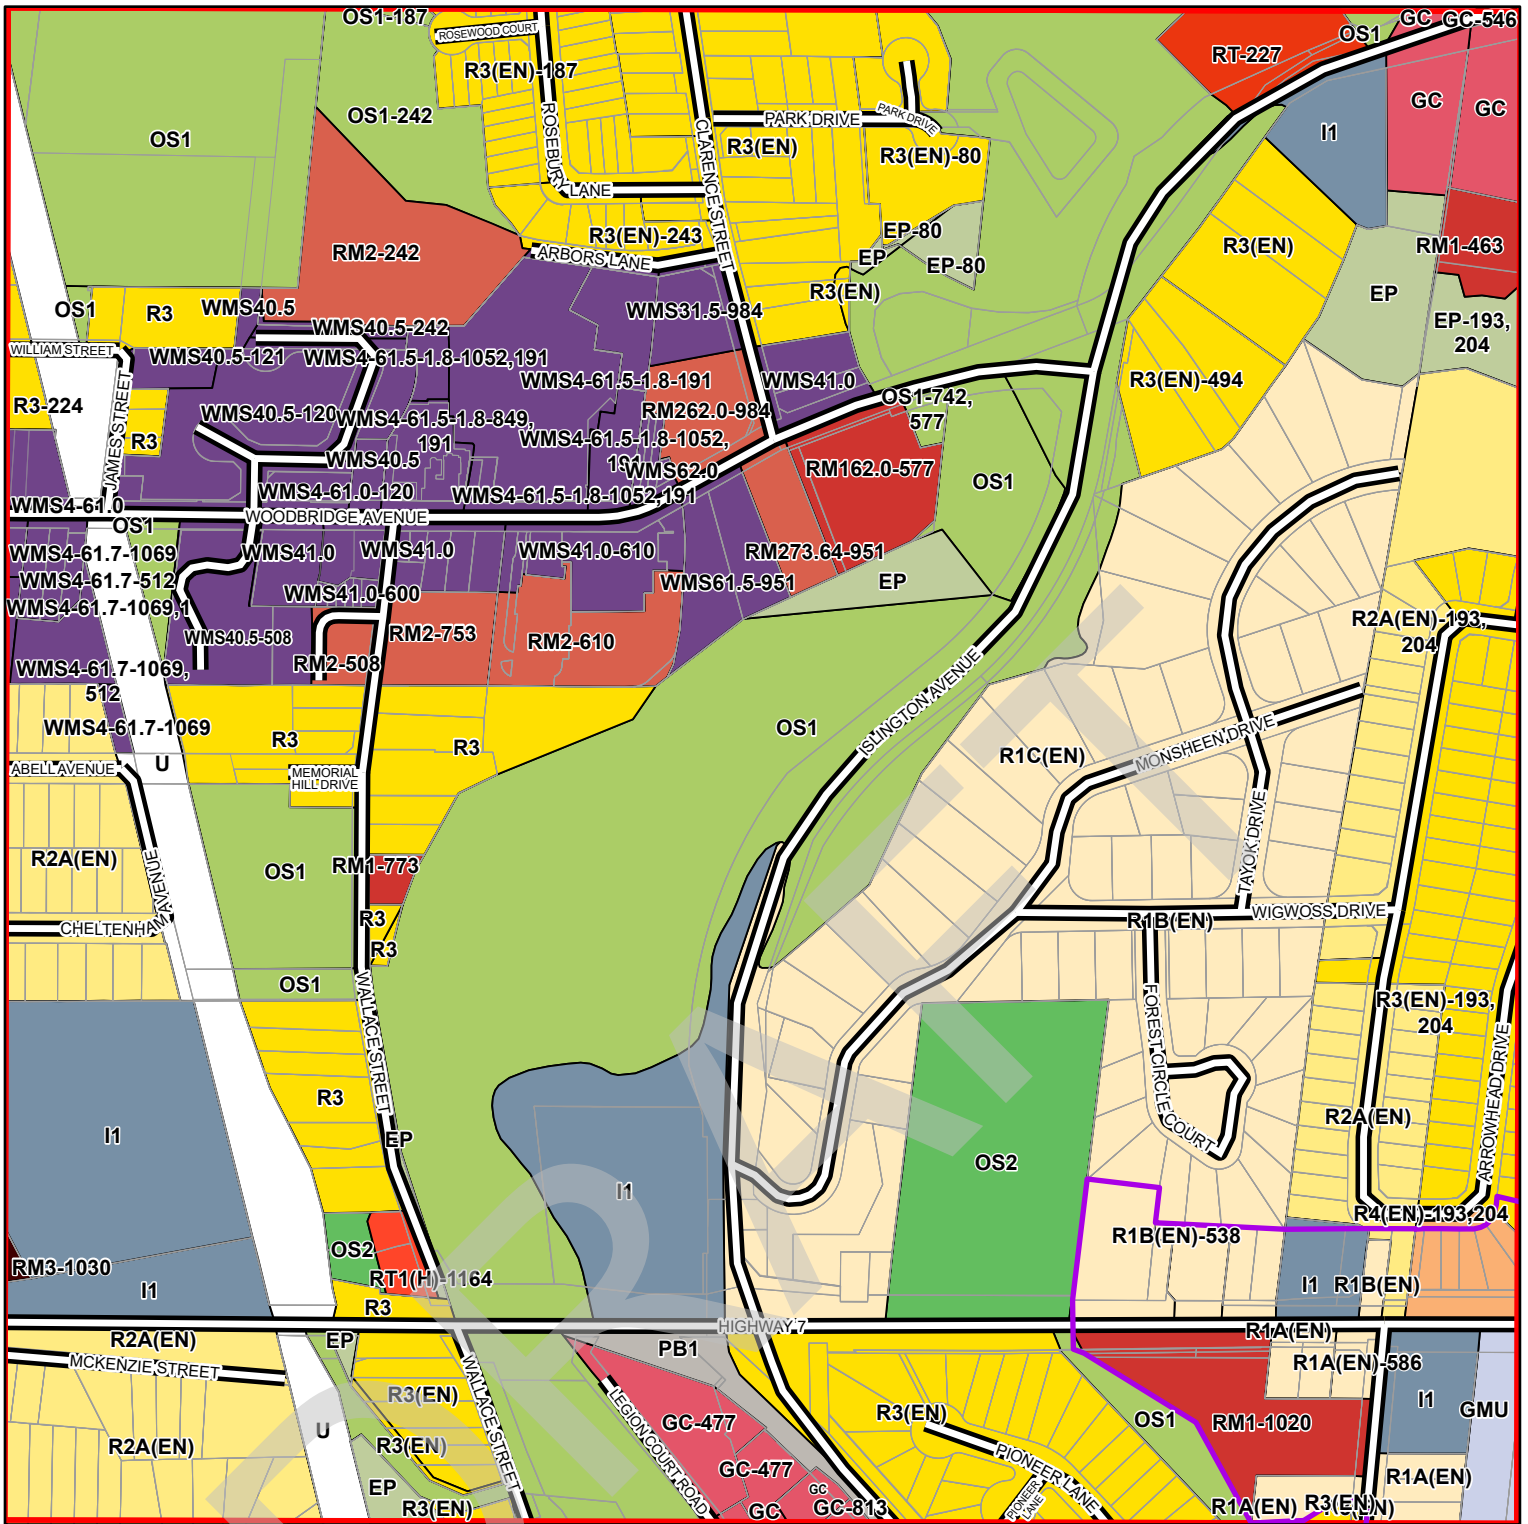 OS1-187
GC
GC-546
OS1
ROSEWOOD COURT
RT-227
R3(EN)-187
GC
GC
OS1-242
PARK DRIVE
PARK DRIVE
I1
OS1
ROSEBURY LANE
CLARENCE STREET
R3(EN)
R3(EN)-80
R3(EN)-243
EP-80
RM2-242
ARBORS LANE
EP
EP-80
R3(EN)
RM1-463
R3(EN)
EP
OS1
R3
WMS40.5
WMS31.5-984
EP-193,
204
WMS40.5-242
WILLIAM STREET
WMS40.5-121
WMS4-61.5-1.8-1052,191
WMS4-61.5-1.8-191
WMS41.0
R3(EN)-494
R3-224
JAMES STREET
WMS40.5-120
WMS4-61.5-1.8-849,
191
RM262.0-984
OS1-742,
577
R3
WMS4-61.5-1.8-1052,
191
WMS40.5
WMS62.0
RM162.0-577
OS1
WMS4-61.0-120
WMS4-61.5-1.8-1052,191
WMS4-61.0
WOODBRIDGE AVENUE
OS1
WMS4-61.7-1069
WMS41.0
WMS41.0
WMS41.0-610
RM273.64-951
WMS4-61.7-512
WMS61.5-951
EP
WMS41.0-600
WMS4-61.7-1069,1
R2A(EN)-193,
204
WMS40.5-508
RM2-753
RM2-610
RM2-508
WMS4-61.7-1069,
512
ISLINGTON AVENUE
WMS4-61.7-1069
OS1
MONSHEEN DRIVE
R3
R3
R1C(EN)
ABELL AVENUE
U
MEMORIAL
HILL DRIVE
TAYOK DRIVE
R2A(EN)
OS1
RM1-773
CHELTENHAM AVENUE
R3
R1B(EN)
WIGWOSS DRIVE
R3
OS1
WALLACE STREET
FOREST CIRCLE COURT
R3(EN)-193,
204
ARROWHEAD DRIVE
R3
R2A(EN)
I1
EP
OS2
I1
R4(EN)-193,204
OS2
R1B(EN)-538
RM3-1030
RT1(H)-1164
I1
I1
R1B(EN)
R3
HIGHWAY 7
R2A(EN)
EP
PB1
R1A(EN)
MCKENZIE STREET
R1A(EN)-586
WALLACE STREET
R3(EN)
LEGION COURT ROAD
GC-477
R3(EN)
OS1
RM1-1020
I1
GMU
U
R2A(EN)
R3(EN)
PIONEER LANE
GC-477
R1A(EN)
EP
GC
PIONEER
LANE
R3(EN)
GC
GC-813
R1A(EN)
R3(EN)